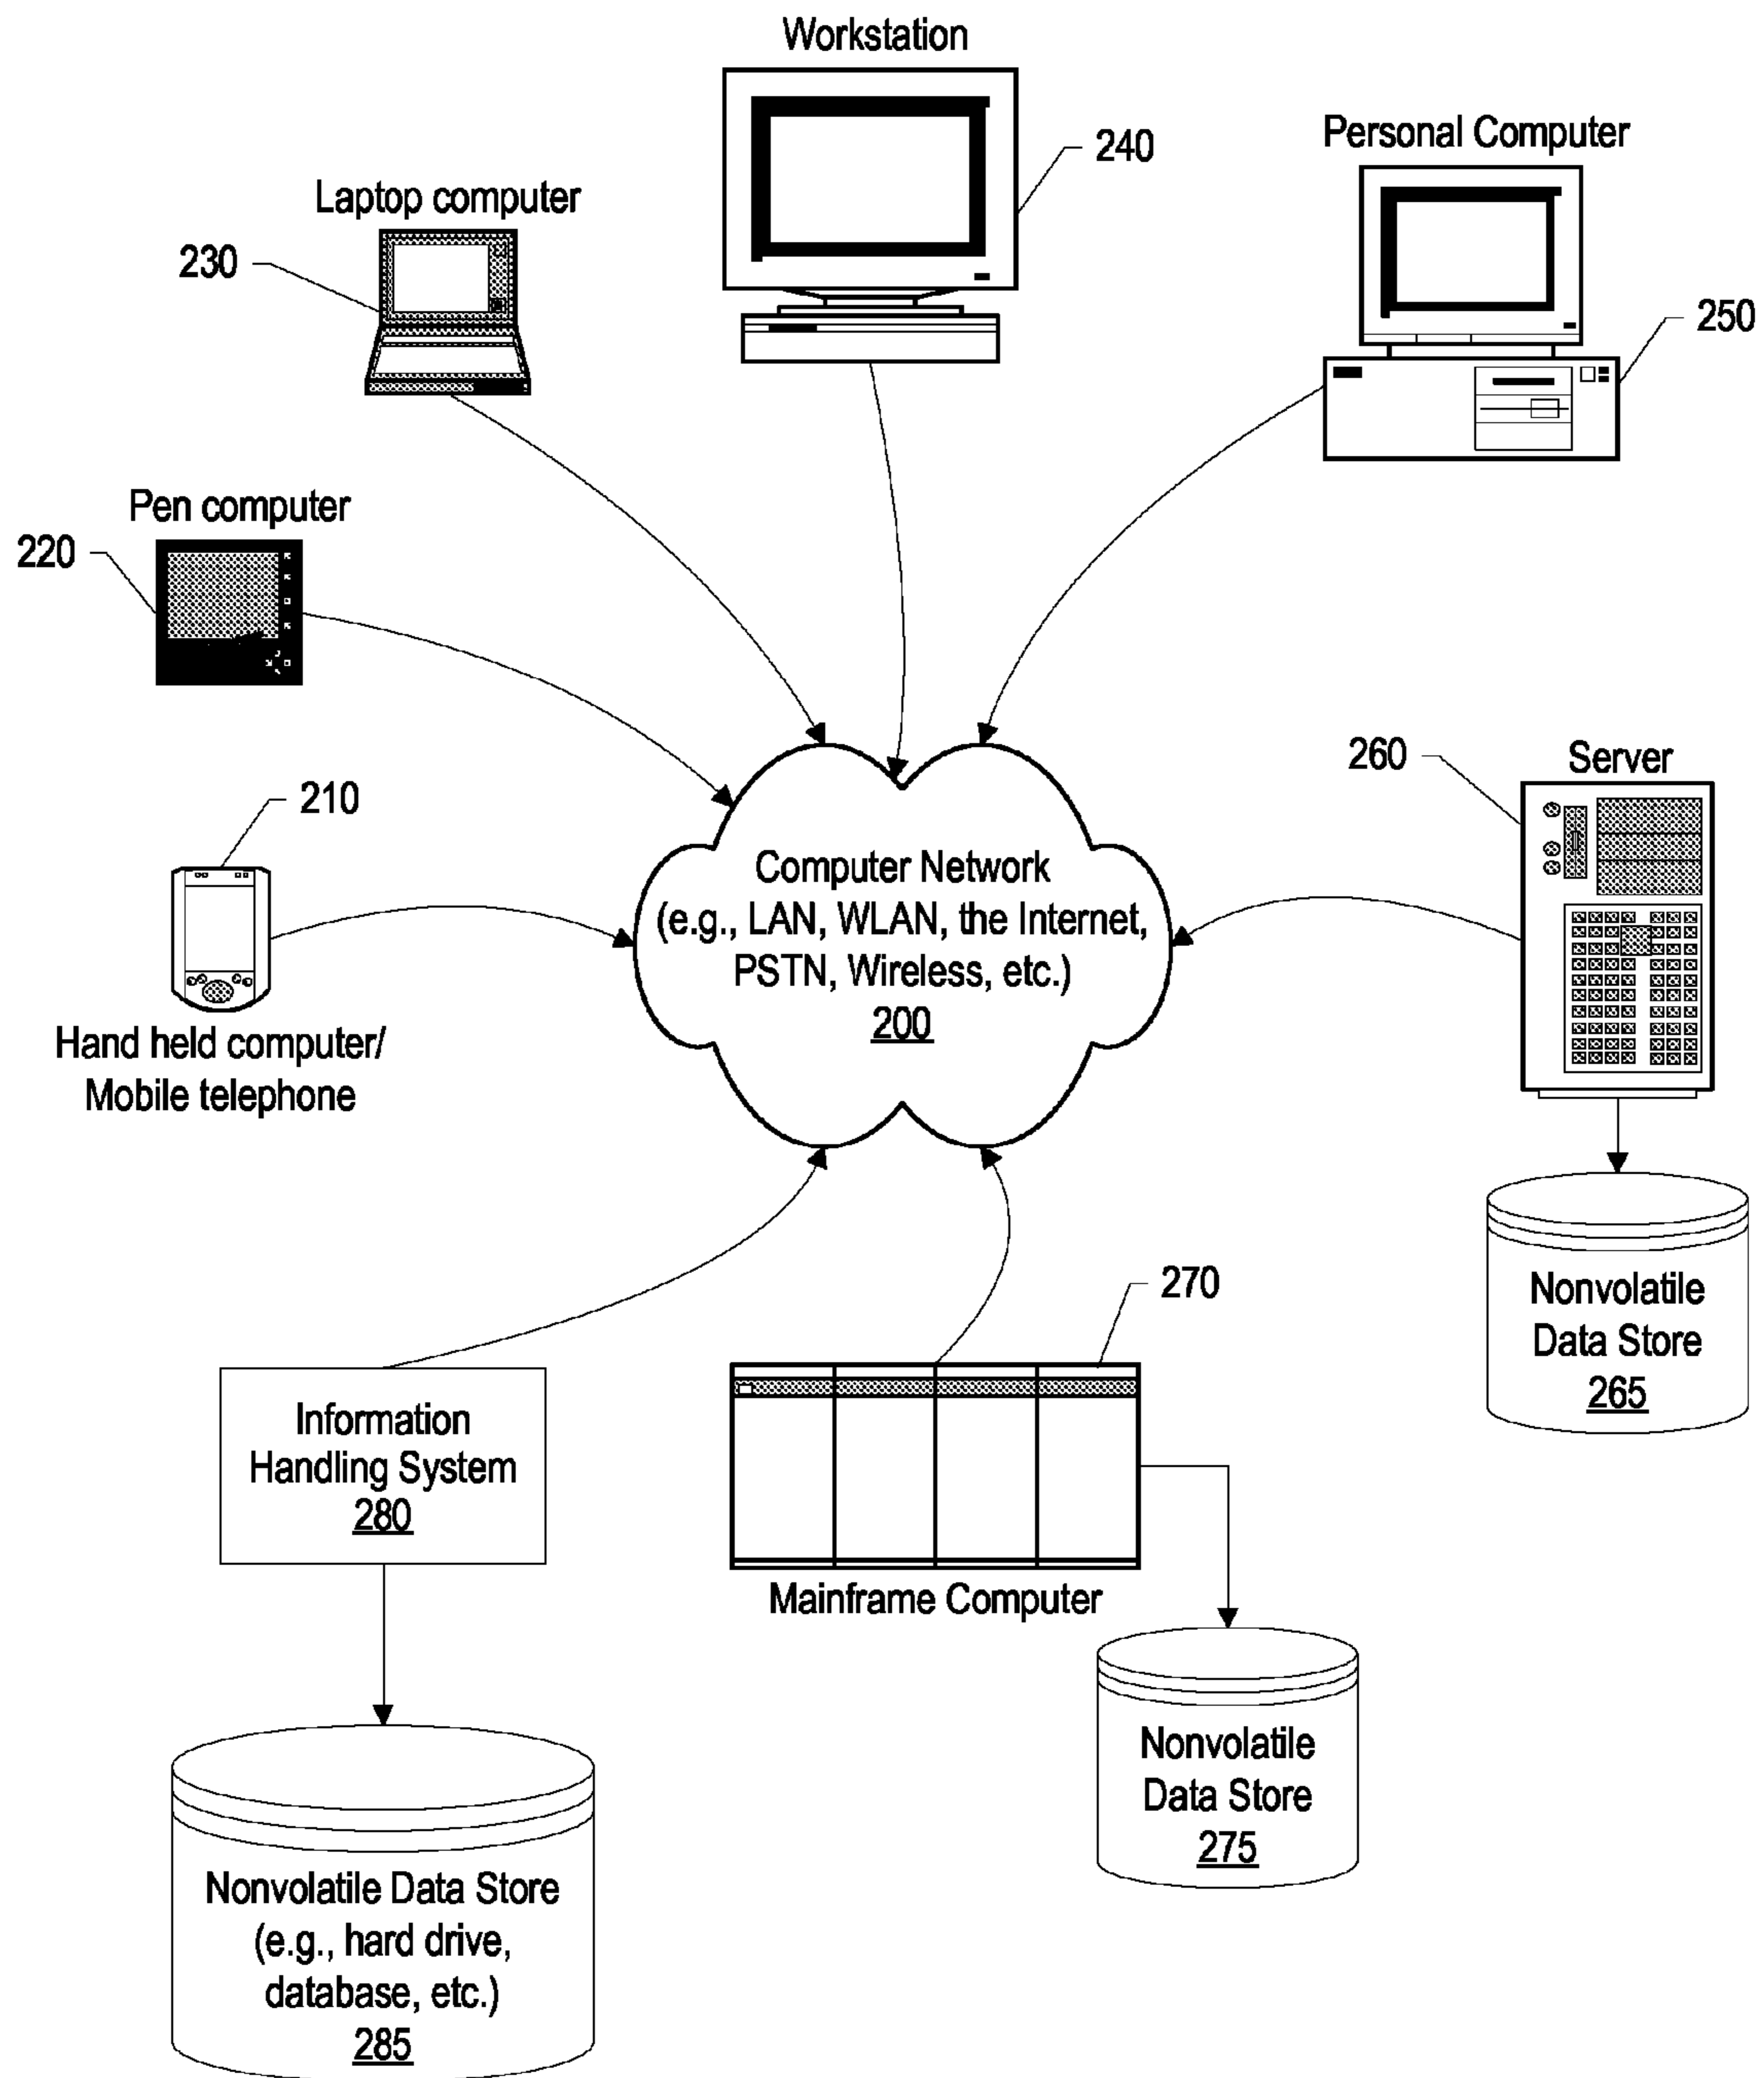 Workstation
240
Personal Computer
Laptop computer
230
250
Pen computer
220
260
Server
210
Computer Network
(e.g., LAN, WLAN, the Internet,
PSTN, Wireless, etc.)
200
Hand held computer/
Mobile telephone
270
Nonvolatile
Data Store
265
Information
Handling System
280
Mainframe Computer
Nonvolatile
Data Store
275
Nonvolatile Data Store
(e.g., hard drive,
database, etc.)
285